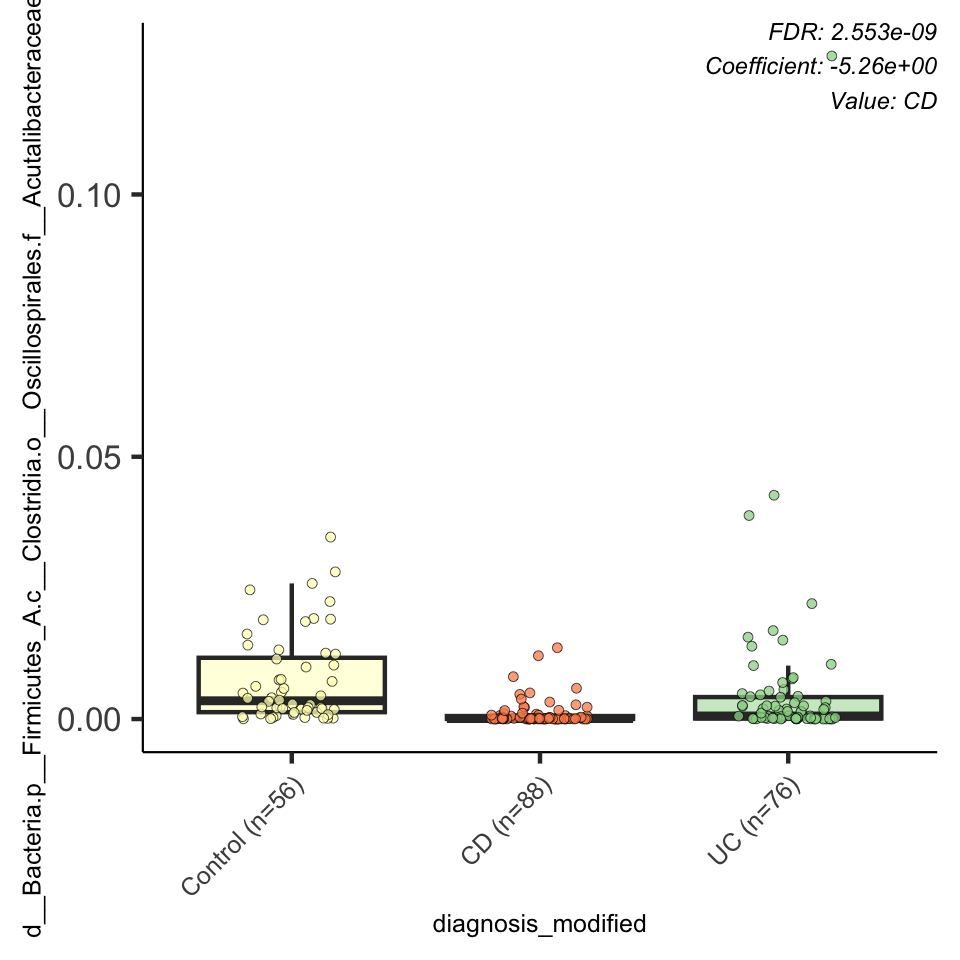 FDR: 2.553e-09
Coefficient: -5.26e+00
Value: CD
d__Bacteria.p__Firmicutes_A.c__Clostridia.o__Oscillospirales.f__Acutalibacteraceae
0.10
0.05
0.00
Control (n=56)
CD (n=88)
UC (n=76)
diagnosis_modified